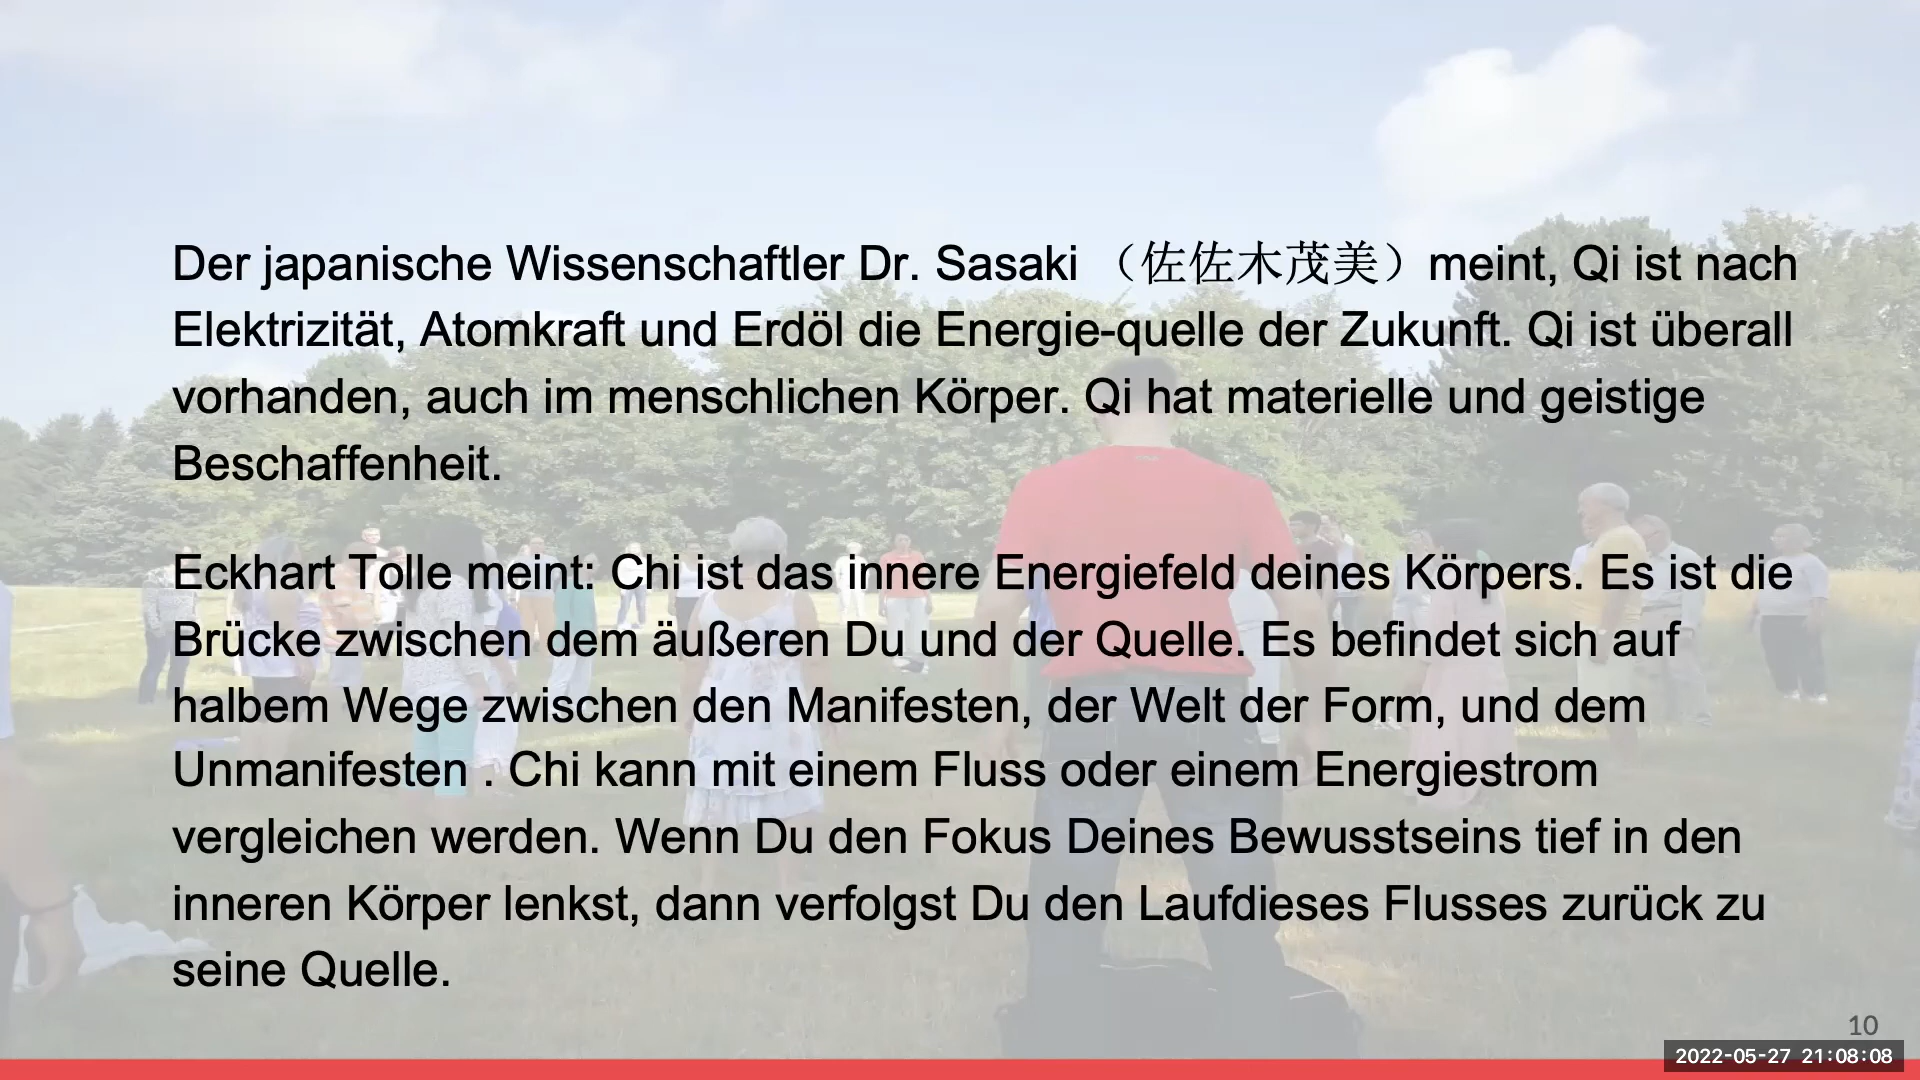 Der japanische Wissenschaftler Dr. Sasaki （佐佐木茂美）meint, Qi ist nach
Elektrizität, Atomkraft und Erdöl die Energie-quelle der Zukunft. Qi ist überall
vorhanden, auch im menschlichen Körper. Qi hat materielle und geistige
Beschaffenheit.
Eckhart Tolle meint: Chi ist das innere Energiefeld deines Körpers. Es ist die
Brücke zwischen dem äußeren Du und der Quelle. Es befindet sich auf
halbem Wege zwischen den Manifesten, der Welt der Form, und dem
Unmanifesten . Chi kann mit einem Fluss oder einem Energiestrom
vergleichen werden. Wenn Du den Fokus Deines Bewusstseins tief in den
inneren Körper lenkst, dann verfolgst Du den Laufdieses Flusses zurück zu
seine Quelle.
10
2022-05-27 21:08:08